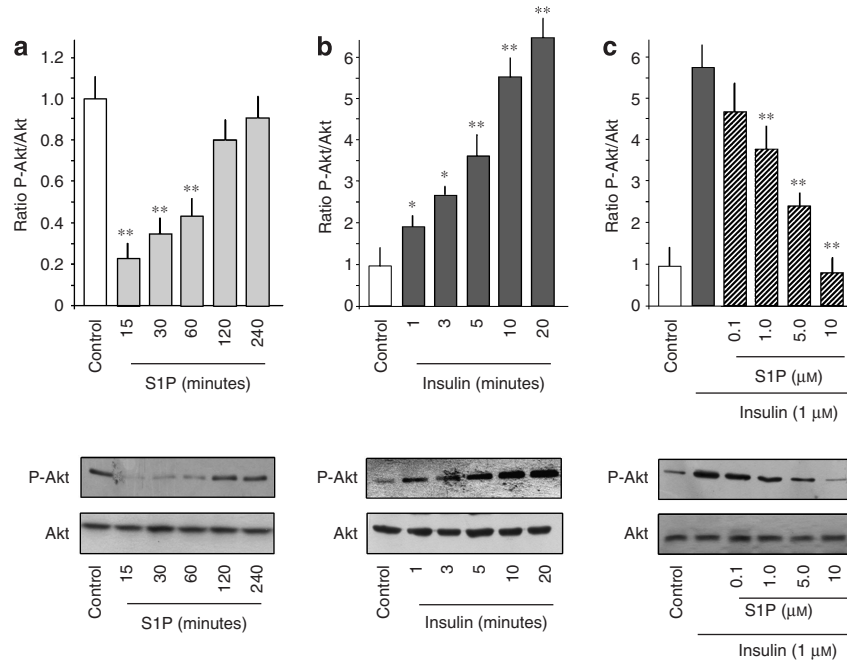 a
Ratio P-Akt/Akt
1.2
1.0
0.8
0.6
0.4
0.2
0
**
**
**
Control
15
30
60
120
240
S1P (minutes)
b
Ratio P-Akt/Akt
6
5
4
3
2
1
0
*
*
**
**
**
Control
1
3
5
10
20
Insulin (minutes)
c
Ratio P-Akt/Akt
6
5
4
3
2
1
0
**
**
**
Control
0.1
1.0
5.0
10
S1P (μM)
Insulin (1 μM)
P-Akt
Akt
Control
15
30
60
120
240
S1P (minutes)
P-Akt
Akt
Control
1
3
5
10
20
Insulin (minutes)
P-Akt
Akt
Control
0.1
1.0
5.0
10
S1P (μM)
Insulin (1 μM)